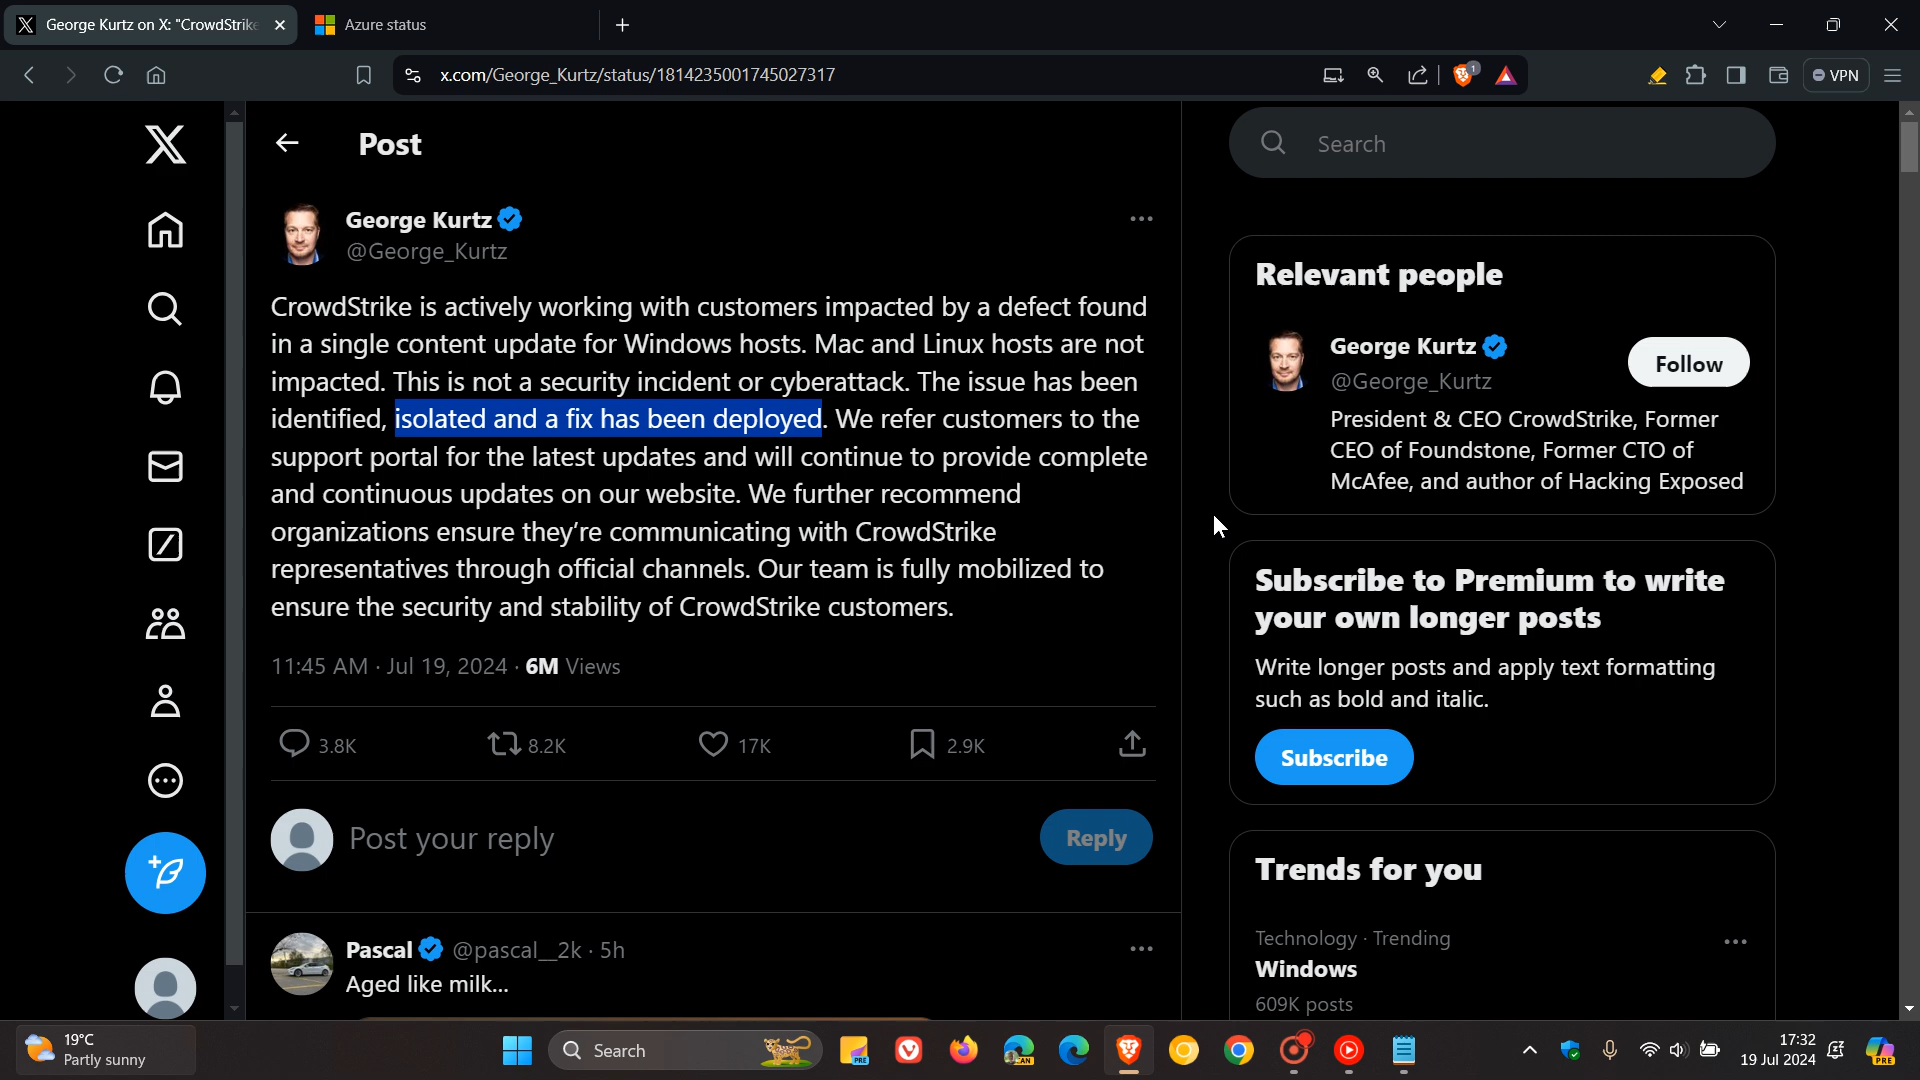 George Kurtz on X: "CrowdStrike
Azure status
x.com/George_Kurtz/status/1814235001745027317
1
VPN
Post
Search
George Kurtz
@George_Kurtz
CrowdStrike is actively working with customers impacted by a defect found
in a single content update for Windows hosts. Mac and Linux hosts are not
impacted. This is not a security incident or cyberattack. The issue has been
identified, isolated and a fix has been deployed. We refer customers to the
support portal for the latest updates and will continue to provide complete
and continuous updates on our website. We further recommend
organizations ensure they're communicating with CrowdStrike
representatives through official channels. Our team is fully mobilized to
ensure the security and stability of CrowdStrike customers.
11:45 AM · Jul 19, 2024 · 6M Views
3.8K 8.2K 17K 2.9K
Post your reply
Reply
Pascal @pascal__2k · 5h
Aged like milk...
Relevant people
George Kurtz
@George_Kurtz
Follow
President & CEO CrowdStrike, Former
CEO of Foundstone, Former CTO of
McAfee, and author of Hacking Exposed
Subscribe to Premium to write
your own longer posts
Write longer posts and apply text formatting
such as bold and italic.
Subscribe
Trends for you
Technology · Trending
Windows
609K posts
19°C
Partly sunny
Search
PRE
CAN
17:32
19 Jul 2024
PRE